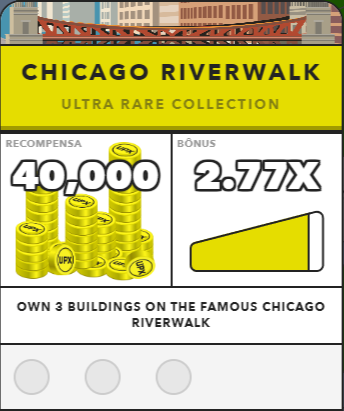 CHICAGO RIVERWALK
ULTRA RARE COLLECTION
RECOMPENSA
40,000
UPX
UPX
UPX
UPX
UPX
BÔNUS
2.77X
OWN 3 BUILDINGS ON THE FAMOUS CHICAGO
RIVERWALK